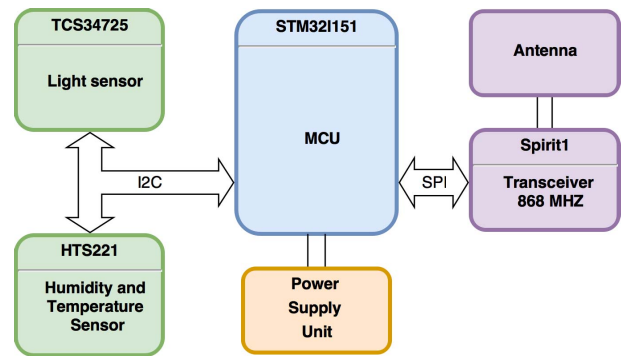 TCS34725
Light sensor
STM32l151
MCU
Antenna
Spirit1
Transceiver
868 MHZ
I2C
SPI
HTS221
Humidity and
Temperature
Sensor
Power
Supply
Unit